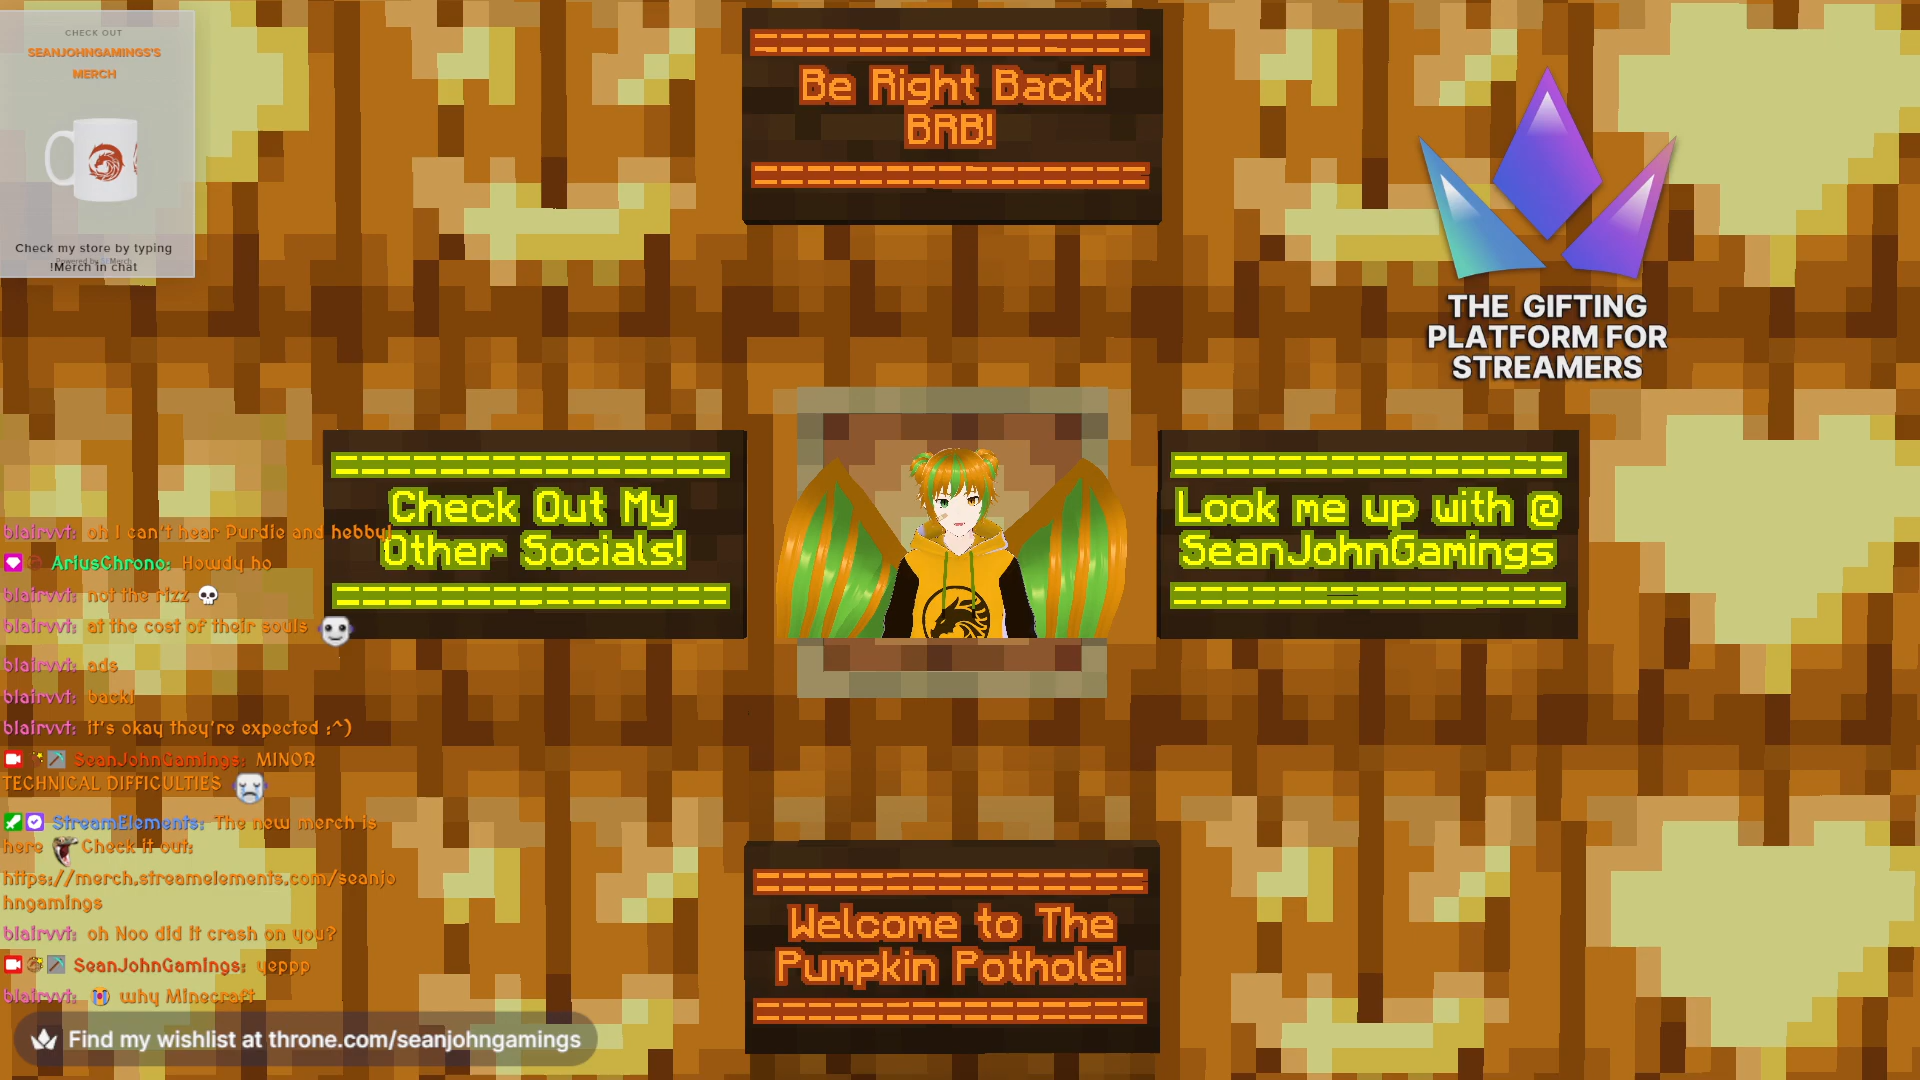 CHECK OUT
SEANJOHNGAMINGS'S
MERCH
Check my store by typing
!Merch in chat
==============
Be Right Back!
BRB!
==============
THE GIFTING
PLATFORM FOR
STREAMERS
==============
Check Out My
Other Socials!
==============
==============
Look me up with @
SeanJohnGamings
==============
blairvvt: oh I can't hear Purdie and hebby!
ArlusChrono: Howdy ho
blairvvt: not the rizz 💀
blairvvt: at the cost of their souls
blairvvt: ads
blairvvt: back!
blairvvt: it's okay they're expected :^)
SeanJohnGamings: MINOR
TECHNICAL DIFFICULTIES
StreamElements: The new merch is
here Check it out:
https://merch.streamelements.com/seanjo
hngamings
blairvvt: oh Noo did it crash on you?
SeanJohnGamings: yeppp
blairvvt: 😭 why Minecraft
Find my wishlist at throne.com/seanjohngamings
==============
Welcome to The
Pumpkin Pothole!
==============